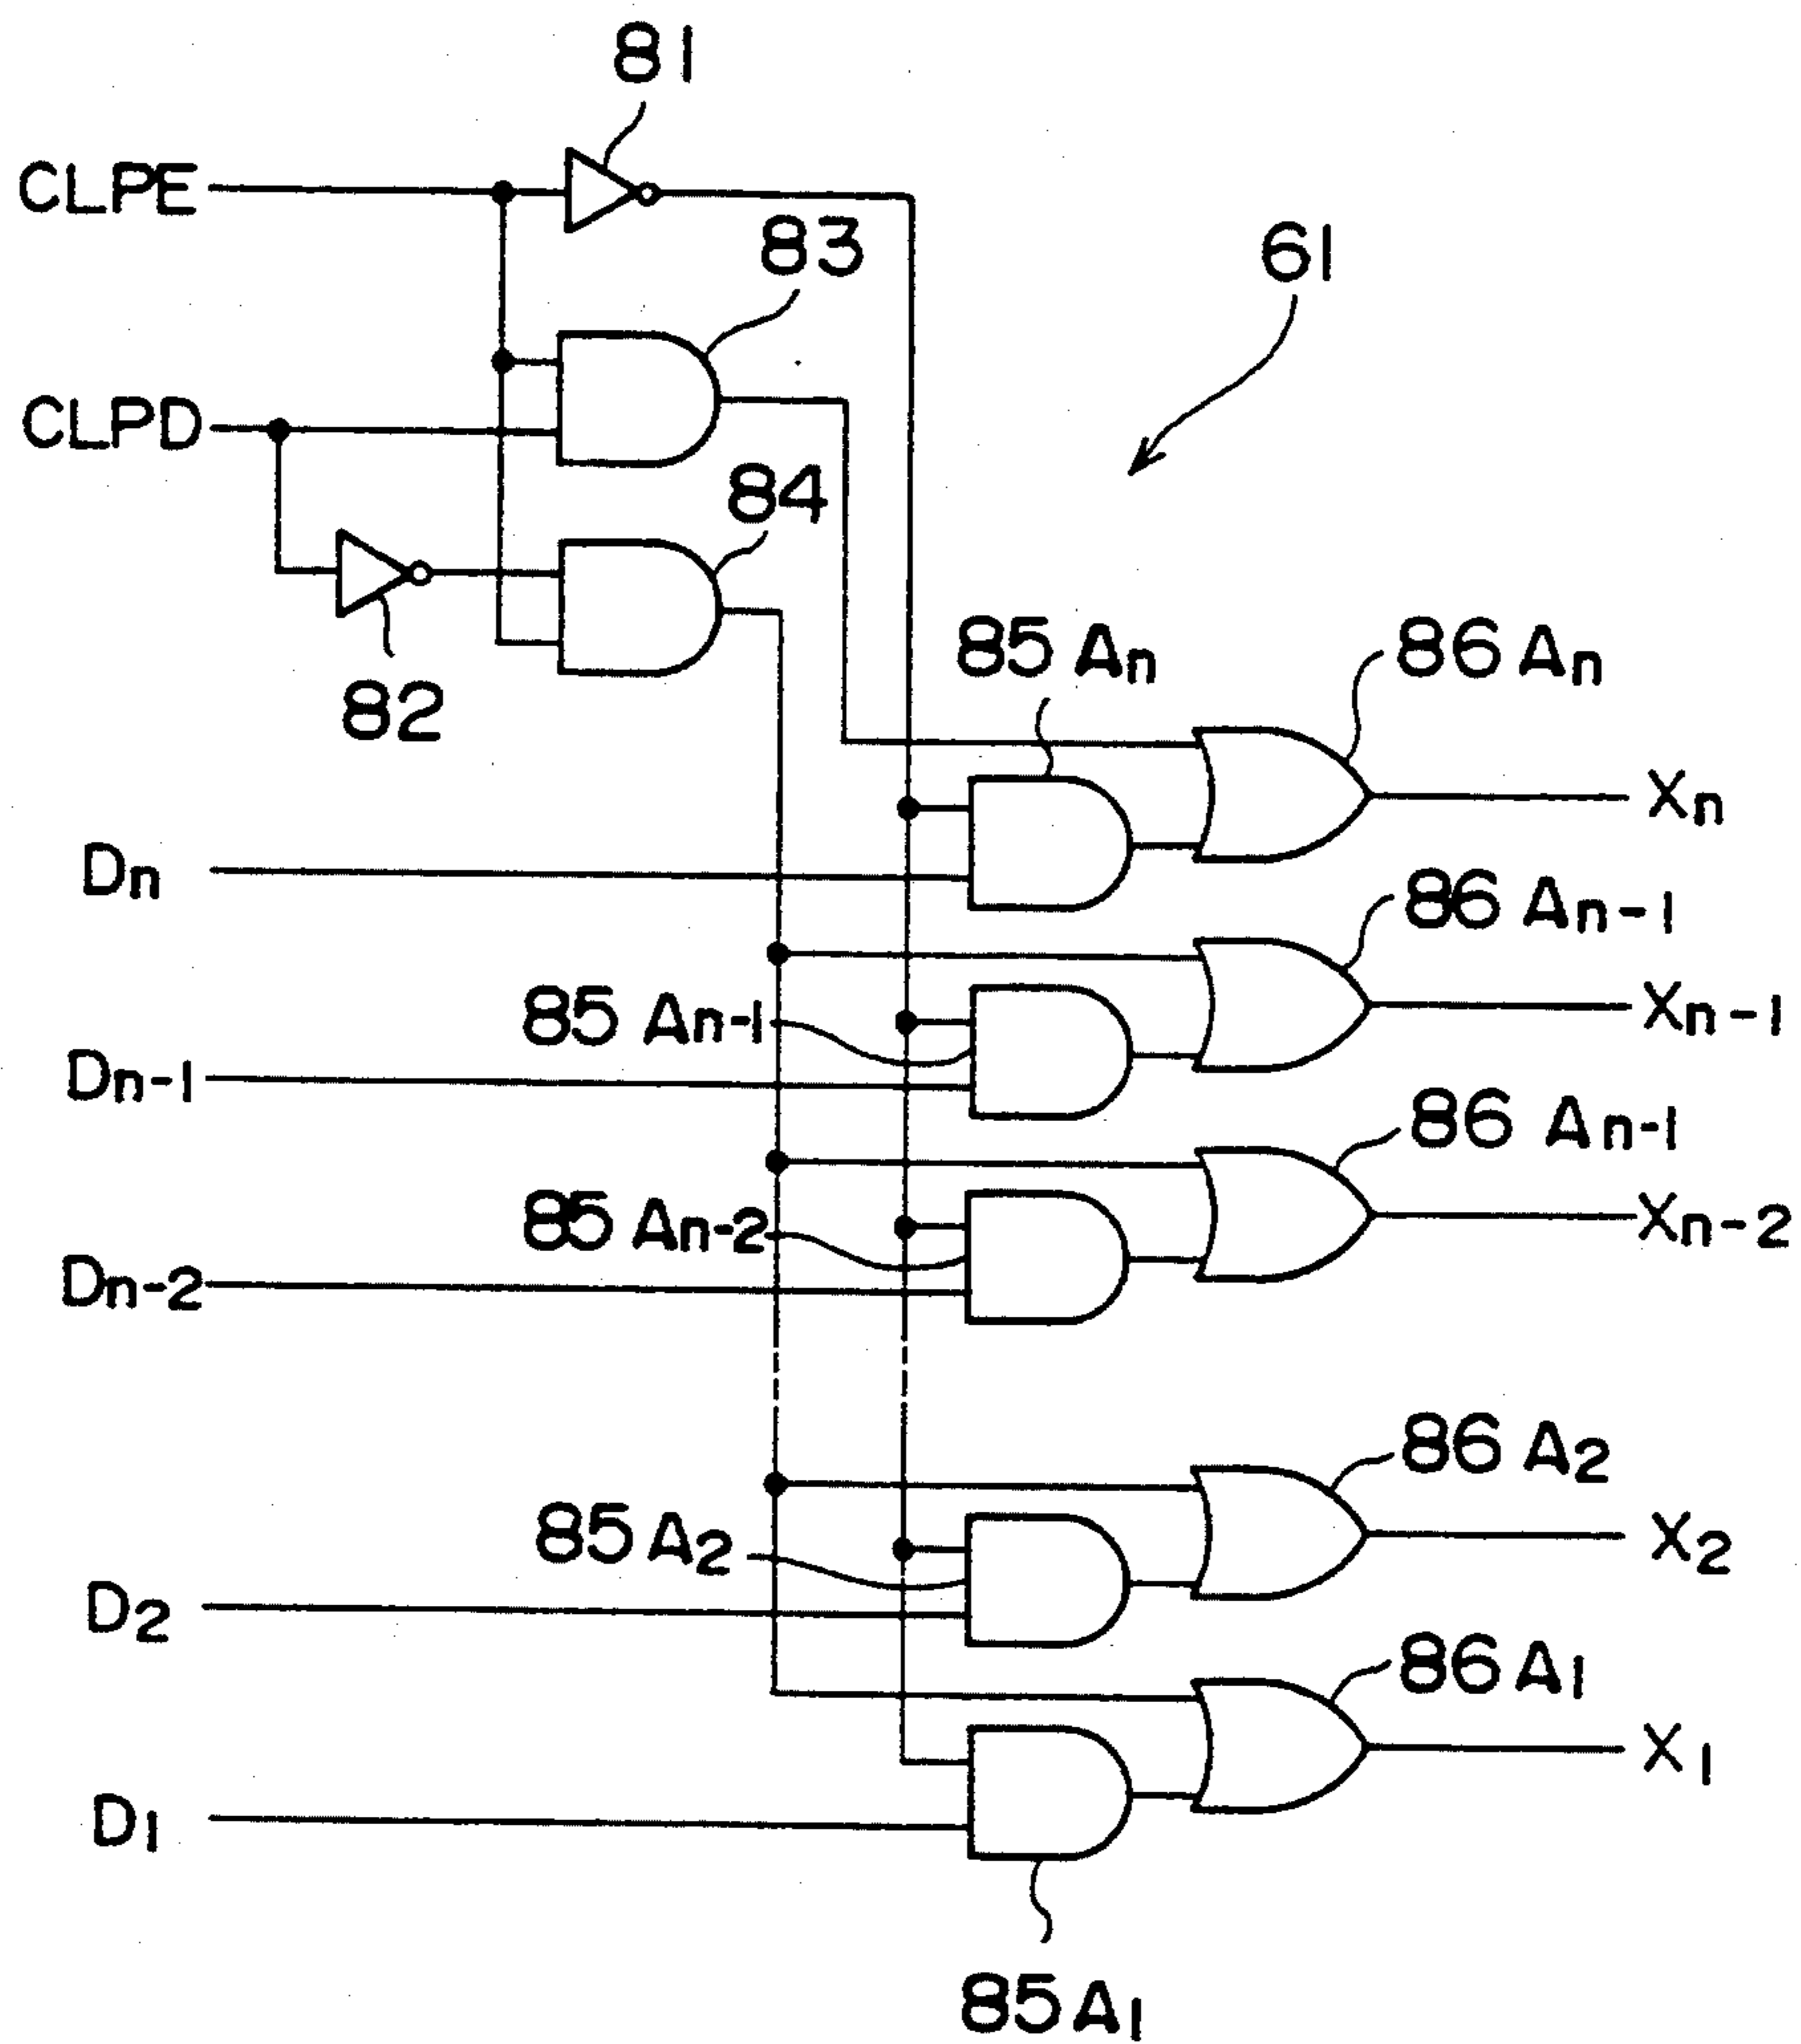 81
CLPE
83
61
CLPD
84
85 An
86 An
82
Xn
Dn
86 An-1
85 An-1
Xn-1
Dn-1
86 An-1
85 An-2
Xn-2
Dn-2
86 A2
85 A2
X2
D2
86 A1
X1
D1
85 A1